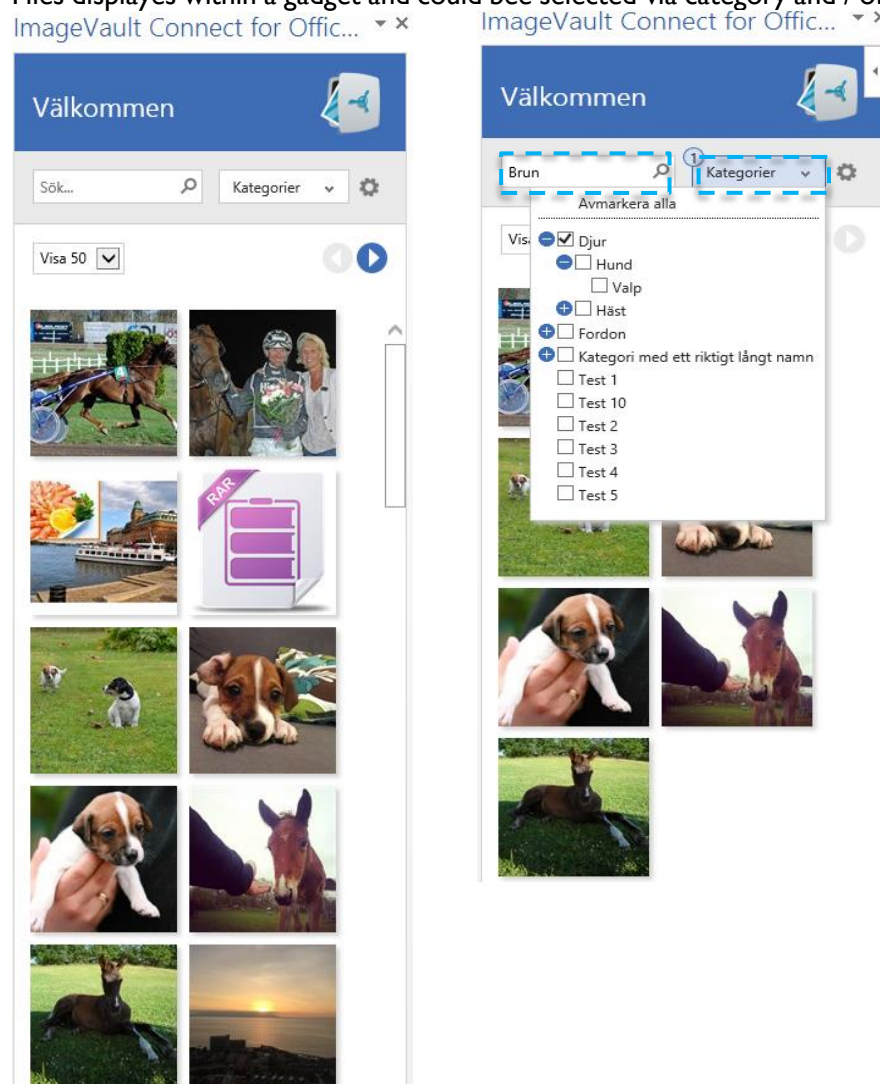 Files displayes within a gadget and could bee selected via category and / or
ImageVault Connect for Offic...
Välkommen
Sök...
Kategorier
Visa 50
RAR
ImageVault Connect for Offic...
Välkommen
Brun
1
Kategorier
Avmarkera alla
Vis
Djur
Hund
Valp
Häst
Fordon
Kategori med ett riktigt långt namn
Test 1
Test 10
Test 2
Test 3
Test 4
Test 5